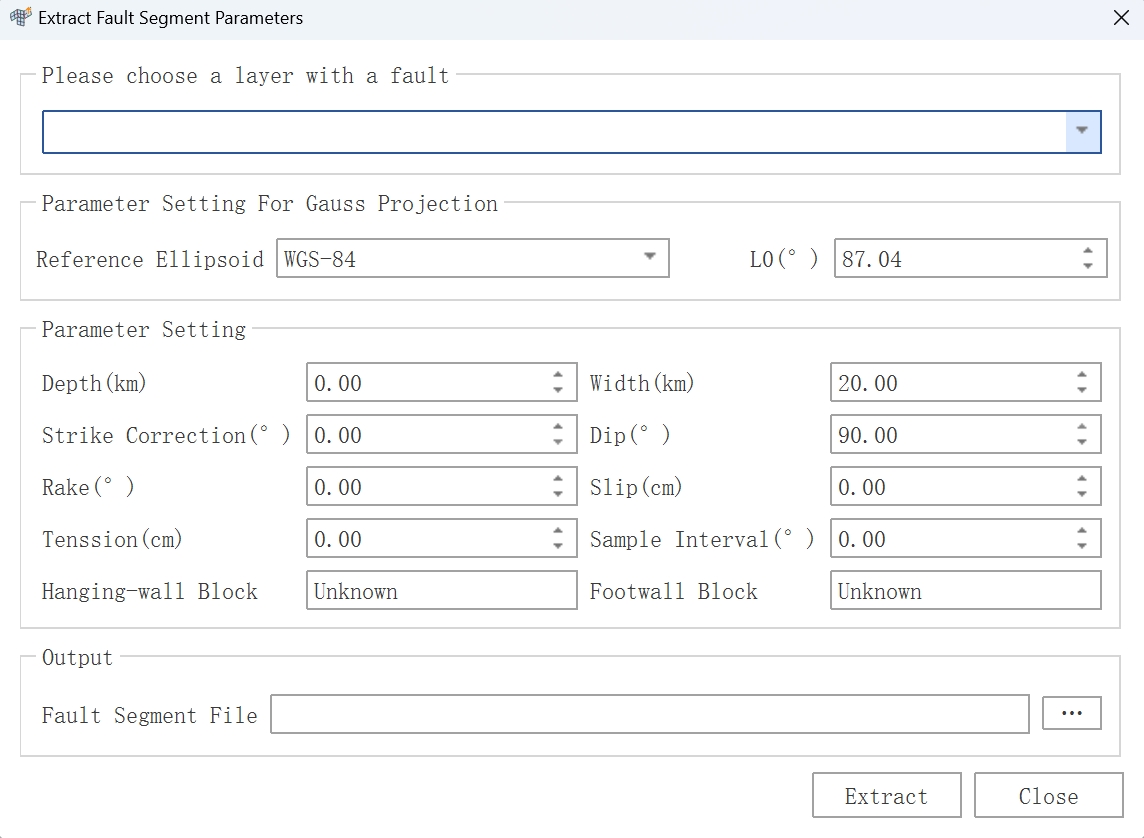 Extract Fault Segment Parameters
Please choose a layer with a fault
Parameter Setting For Gauss Projection
Reference Ellipsoid WGS-84 L0(°) 87.04
Parameter Setting
Depth(km) 0.00 Width(km) 20.00
Strike Correction(°) 0.00 Dip(°) 90.00
Rake(°) 0.00 Slip(cm) 0.00
Tenssion(cm) 0.00 Sample Interval(°) 0.00
Hanging-wall Block Unknown Footwall Block Unknown
Output
Fault Segment File ...
Extract Close